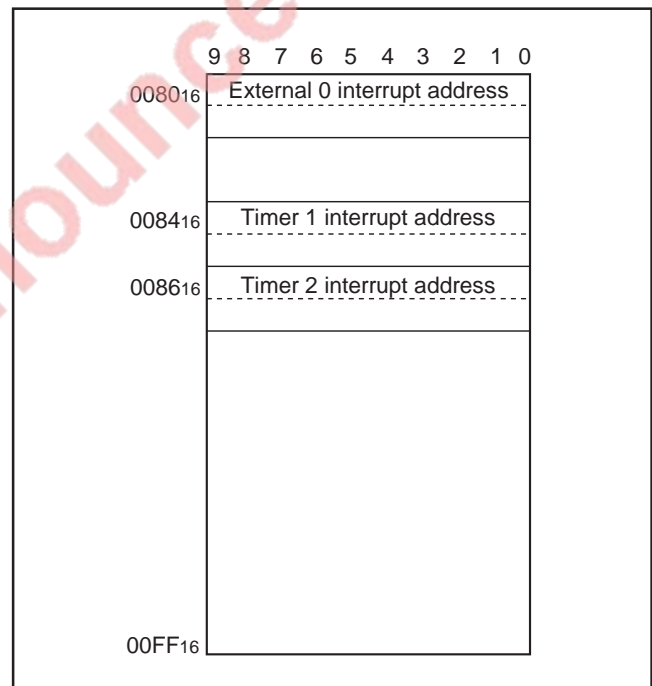 9 8 7 6 5 4 3 2 1 0
008016 External 0 interrupt address
008416 Timer 1 interrupt address
008616 Timer 2 interrupt address
00FF16